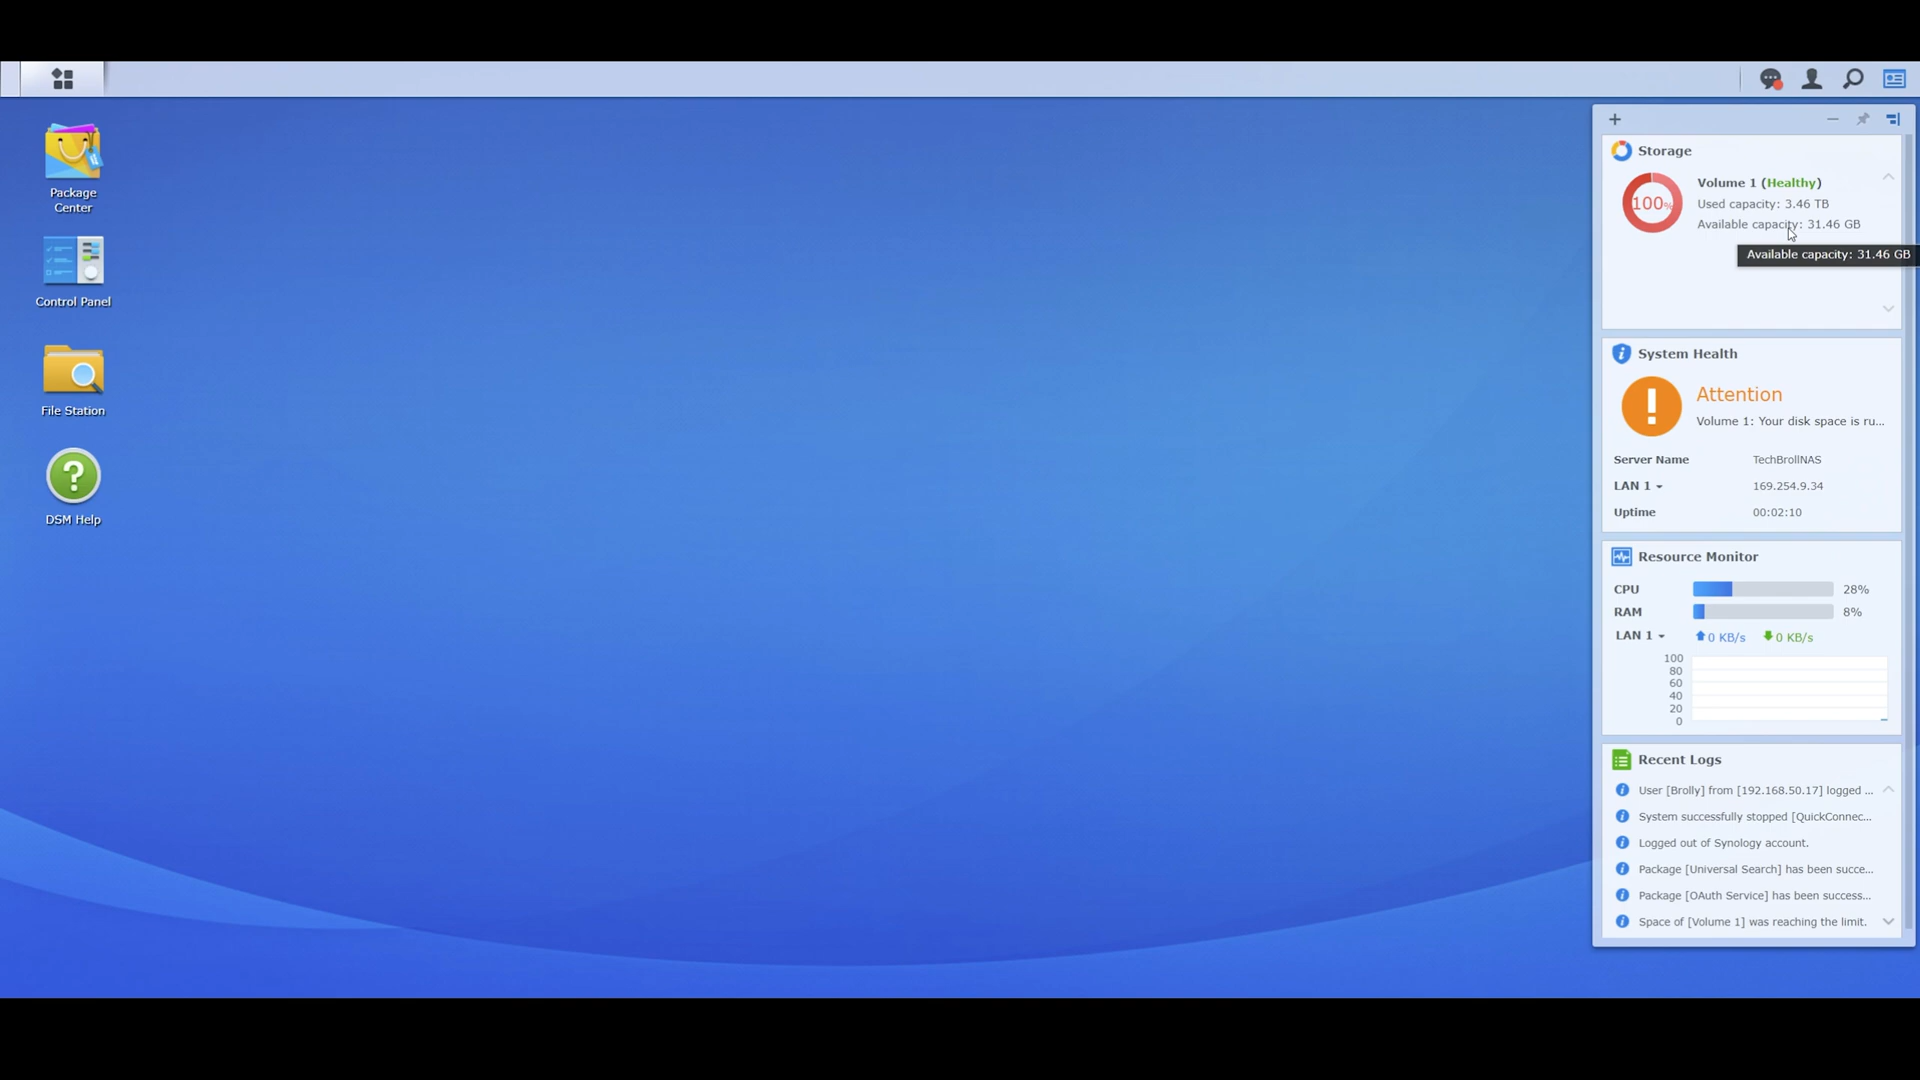 Package
Center
Control Panel
File Station
DSM Help
Storage
100%
Volume 1 (Healthy)
Used capacity: 3.46 TB
Available capacity: 31.46 GB
Available capacity: 31.46 GB
System Health
Attention
Volume 1: Your disk space is ru...
Server Name TechBrollNAS
LAN 1 169.254.9.34
Uptime 00:02:10
Resource Monitor
CPU 28%
RAM 8%
LAN 1 0 KB/s 0 KB/s
100
80
60
40
20
0
Recent Logs
User [Brolly] from [192.168.50.17] logged ...
System successfully stopped [QuickConnec...
Logged out of Synology account.
Package [Universal Search] has been succe...
Package [OAuth Service] has been success...
Space of [Volume 1] was reaching the limit.